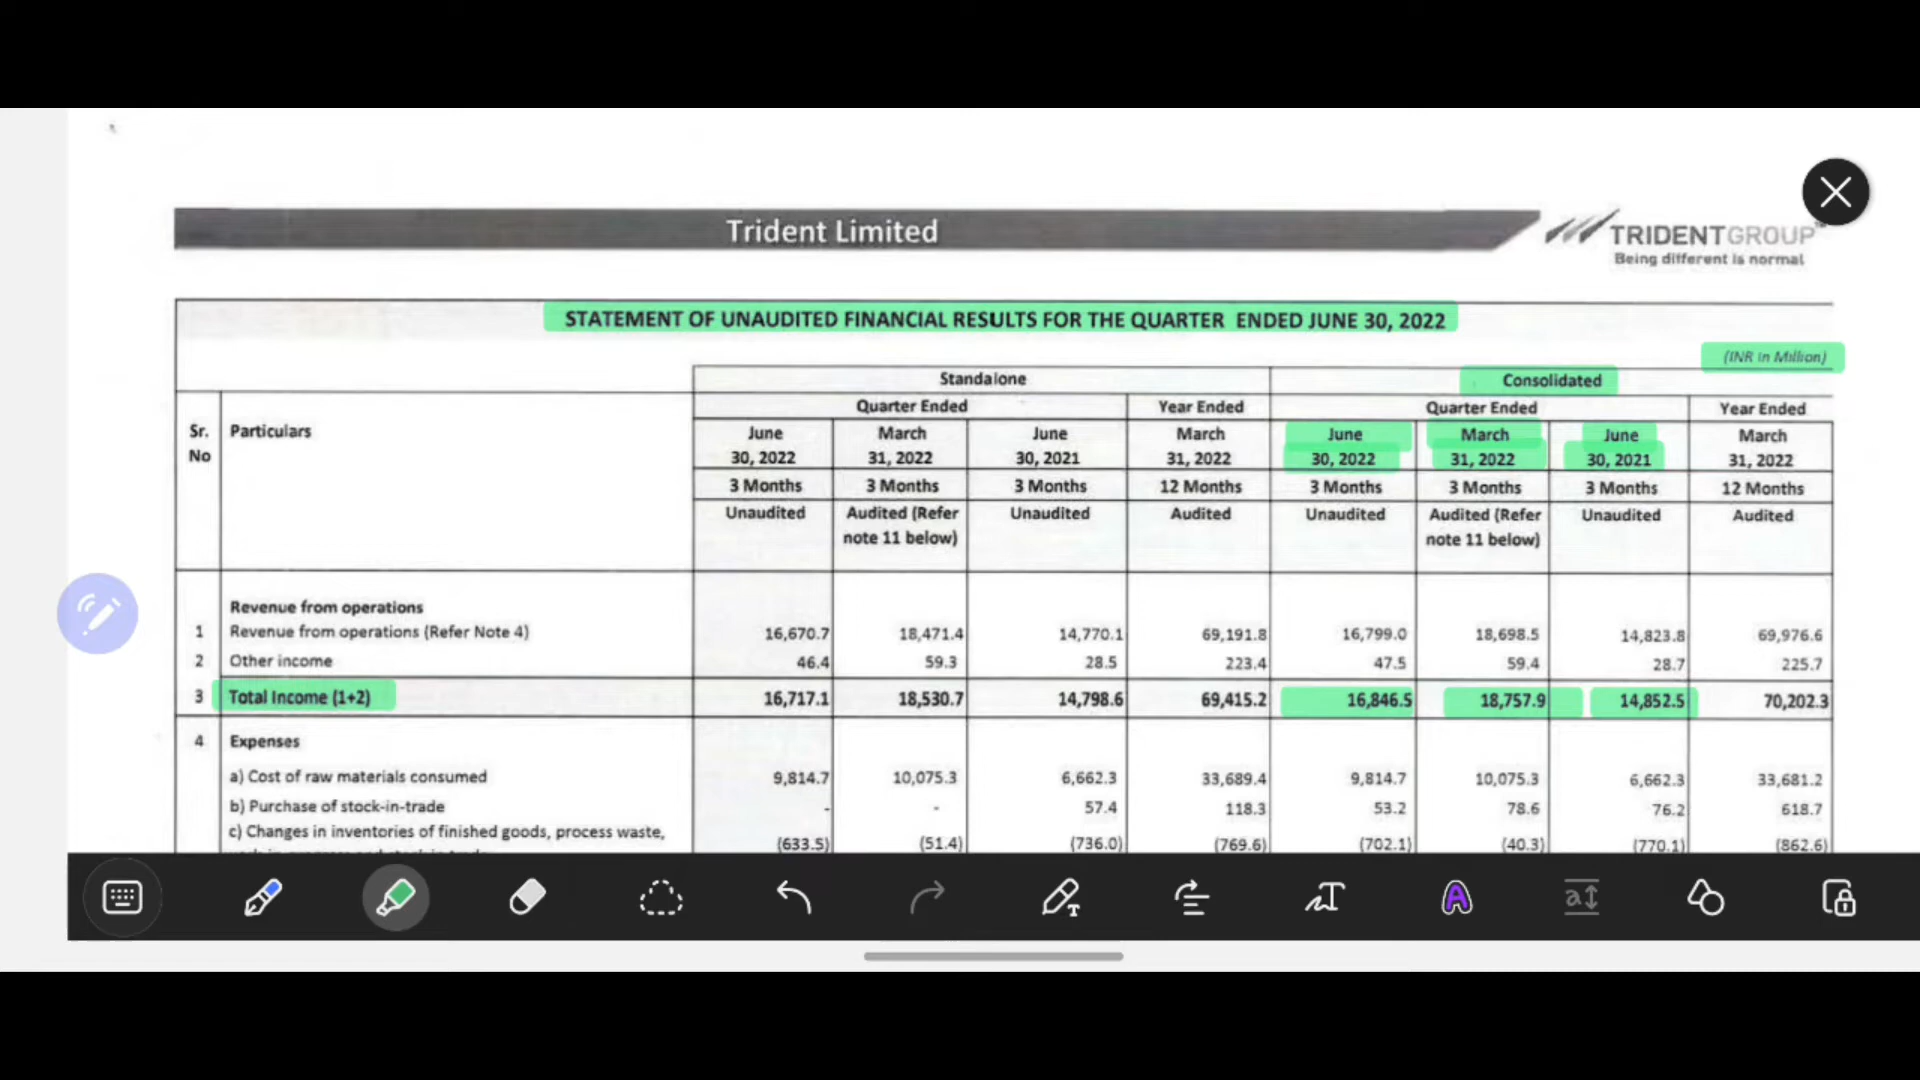 Trident Limited
TRIDENTGROUP
Being different is normal
STATEMENT OF UNAUDITED FINANCIAL RESULTS FOR THE QUARTER ENDED JUNE 30, 2022
(INR in Million)
Standalone Consolidated
Quarter Ended Year Ended Quarter Ended Year Ended
Sr. Particulars June March June March June March June March
No 30, 2022 31, 2022 30, 2021 31, 2022 30, 2022 31, 2022 30, 2021 31, 2022
3 Months 3 Months 3 Months 12 Months 3 Months 3 Months 3 Months 12 Months
Unaudited Audited (Refer Unaudited Audited Unaudited Audited (Refer Unaudited Audited
note 11 below) note 11 below)
Revenue from operations
1 Revenue from operations (Refer Note 4) 16,670.7 18,471.4 14,770.1 69,191.8 16,799.0 18,698.5 14,823.8 69,976.6
2 Other income 46.4 59.3 28.5 223.4 47.5 59.4 28.7 225.7
3 Total Income (1+2) 16,717.1 18,530.7 14,798.6 69,415.2 16,846.5 18,757.9 14,852.5 70,202.3
4 Expenses
a) Cost of raw materials consumed 9,814.7 10,075.3 6,662.3 33,689.4 9,814.7 10,075.3 6,662.3 33,681.2
b) Purchase of stock-in-trade - - 57.4 118.3 53.2 78.6 76.2 618.7
c) Changes in inventories of finished goods, process waste, (633.5) (51.4) (736.0) (769.6) (702.1) (40.3) (770.1) (862.6)